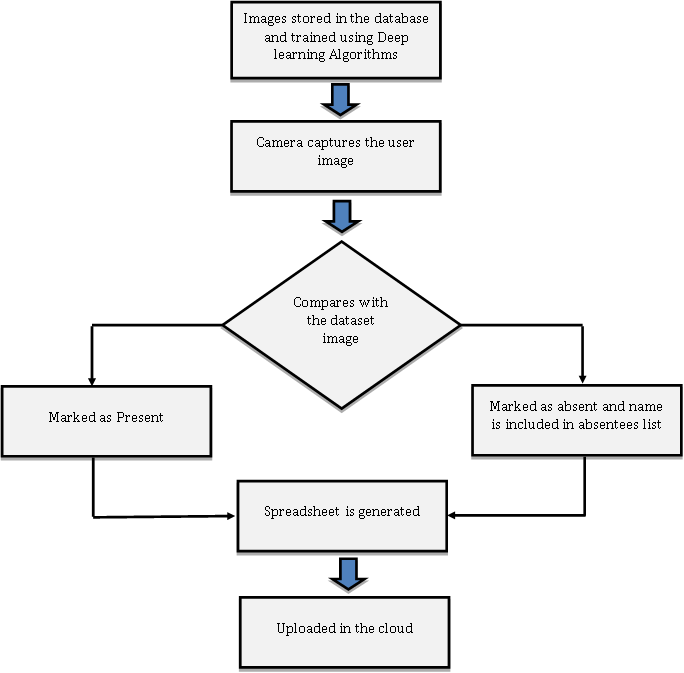 Images stored in the database
and trained using Deep
learning Algorithms
Camera captures the user
image
Compares with
the dataset
image
Marked as Present
Marked as absent and name
is included in absentees list
Spreadsheet is generated
Uploaded in the cloud